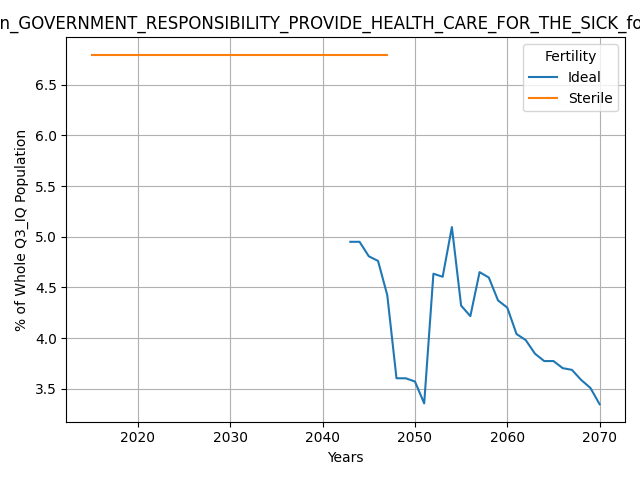 n_GOVERNMENT_RESPONSIBILITY_PROVIDE_HEALTH_CARE_FOR_THE_SICK_fo
Fertility
Ideal
Sterile
% of Whole Q3_IQ Population
6.5
6.0
5.5
5.0
4.5
4.0
3.5
2020
2030
2040
2050
2060
2070
Years